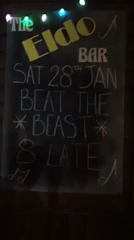 The
Eldo
BAR
SAT 28TH JAN
BEAT THE
* BEAST *
8 LATE